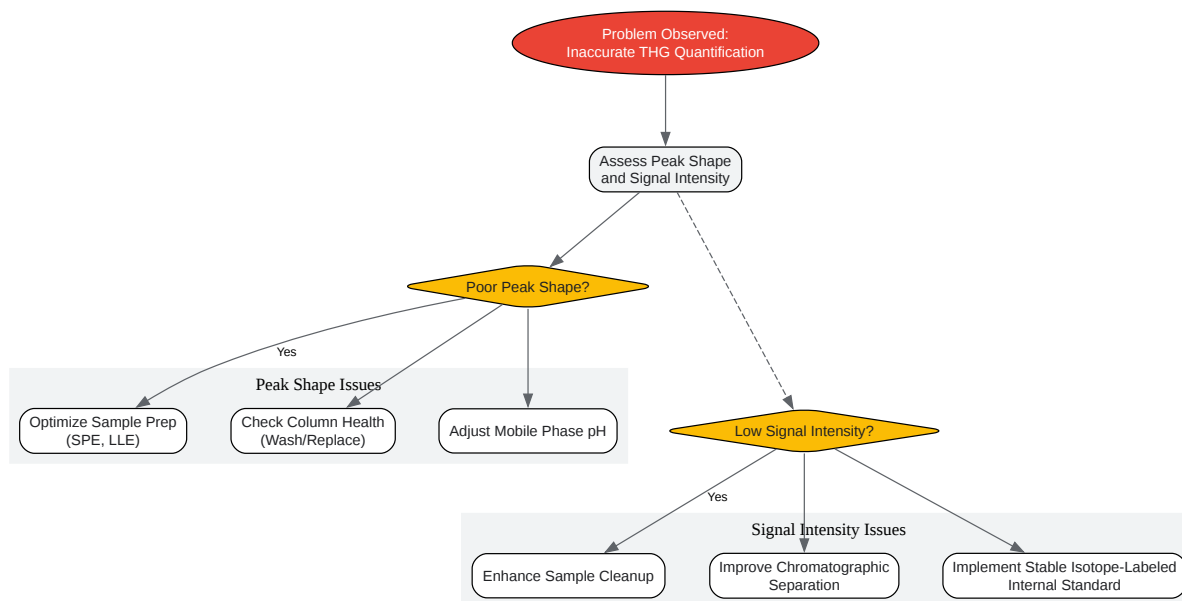 Problem Observed:
Inaccurate THG Quantification
Assess Peak Shape
and Signal Intensity
Poor Peak Shape?
Yes
Peak Shape Issues
Optimize Sample Prep
(SPE, LLE)
Check Column Health
(Wash/Replace)
Adjust Mobile Phase pH
Low Signal Intensity?
Yes
Signal Intensity Issues
Enhance Sample Cleanup
Improve Chromatographic
Separation
Implement Stable Isotope-Labeled
Internal Standard